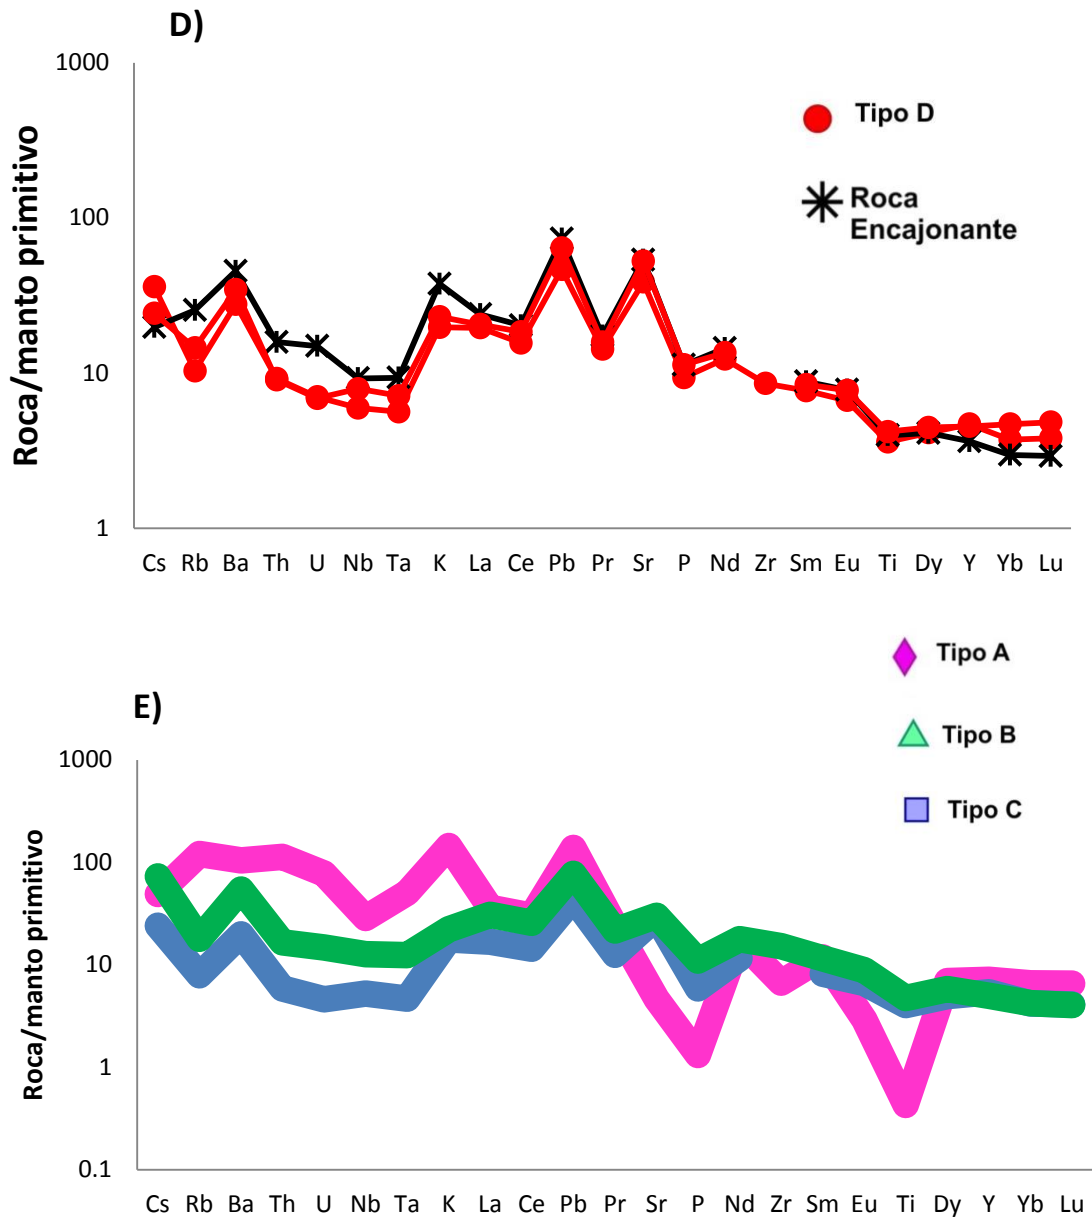 D)
1000
100
10
1
Roca/manto primitivo
Tipo D
Roca
Encajonante
Cs Rb Ba Th U Nb Ta K La Ce Pb Pr Sr P Nd Zr Sm Eu Ti Dy Y Yb Lu
Tipo A
Tipo B
Tipo C
E)
1000
100
10
1
0.1
Roca/manto primitivo
Cs Rb Ba Th U Nb Ta K La Ce Pb Pr Sr P Nd Zr Sm Eu Ti Dy Y Yb Lu